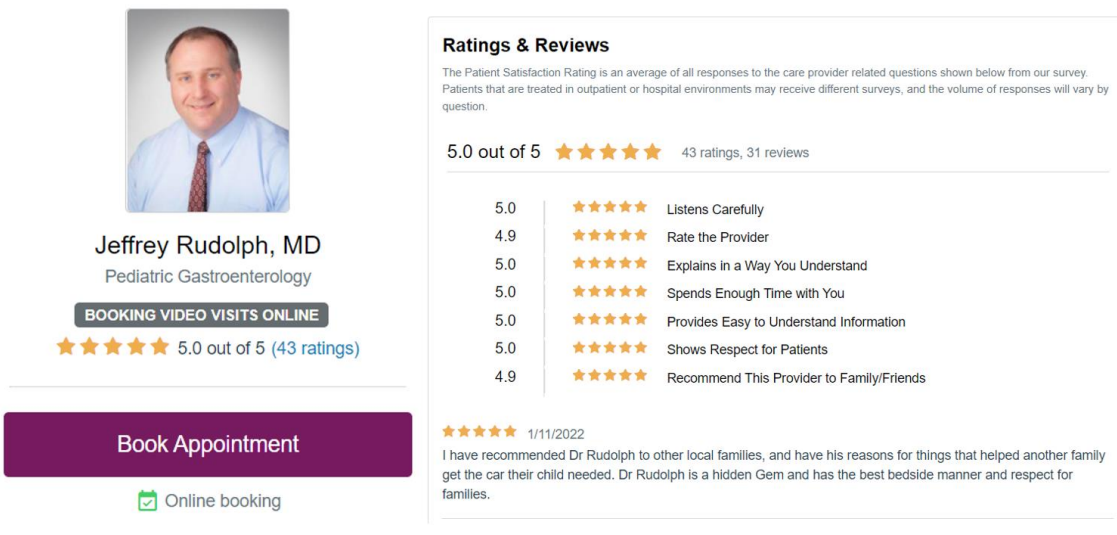 Jeffrey Rudolph, MD
Pediatric Gastroenterology
BOOKING VIDEO VISITS ONLINE
5.0 out of 5 (43 ratings)
Book Appointment
Online booking
Ratings & Reviews
The Patient Satisfaction Rating is an average of all responses to the care provider related questions shown below from our survey.
Patients that are treated in outpatient or hospital environments may receive different surveys, and the volume of responses will vary by
question.
5.0 out of 5 43 ratings, 31 reviews
5.0 Listens Carefully
4.9 Rate the Provider
5.0 Explains in a Way You Understand
5.0 Spends Enough Time with You
5.0 Provides Easy to Understand Information
5.0 Shows Respect for Patients
4.9 Recommend This Provider to Family/Friends
1/11/2022
I have recommended Dr Rudolph to other local families, and have his reasons for things that helped another family
get the car their child needed. Dr Rudolph is a hidden Gem and has the best bedside manner and respect for
families.